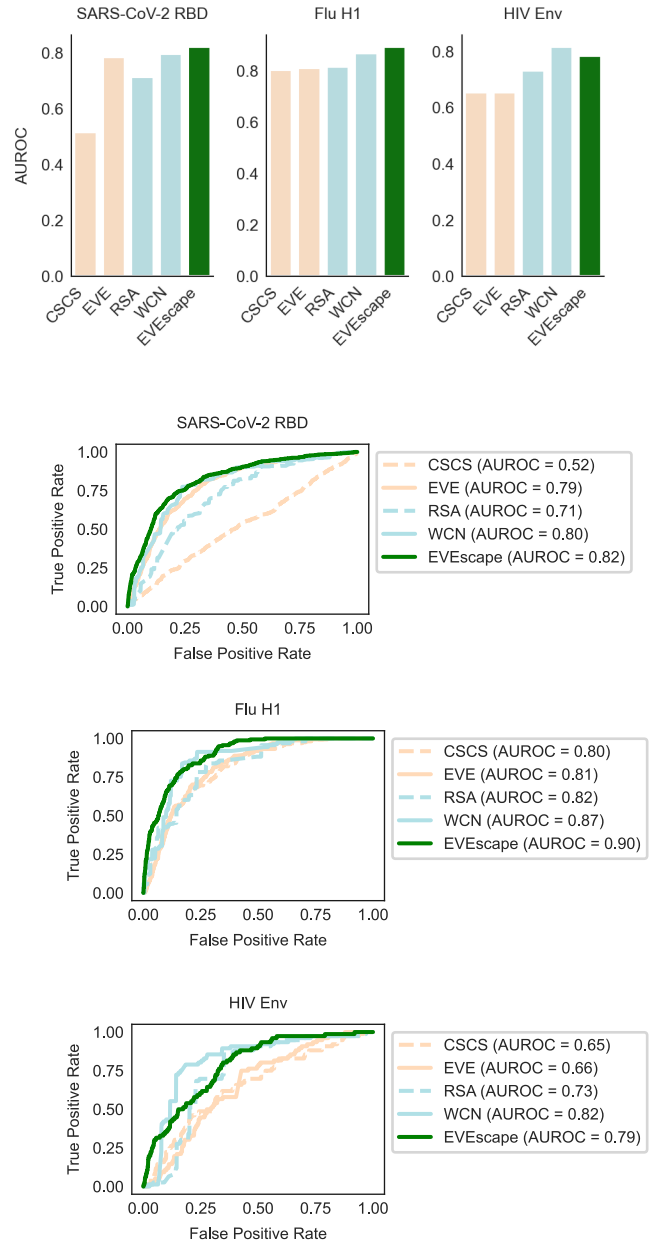 SARS-CoV-2 RBD
Flu H1
HIV Env
AUROC
0.8
0.6
0.4
0.2
0.0
CSCS
EVE
RSA
WCN
EVEscape
0.8
0.6
0.4
0.2
0.0
CSCS
EVE
RSA
WCN
EVEscape
0.8
0.6
0.4
0.2
0.0
CSCS
EVE
RSA
WCN
EVEscape
SARS-CoV-2 RBD
True Positive Rate
1.00
0.75
0.50
0.25
0.00
0.00 0.25 0.50 0.75 1.00
False Positive Rate
CSCS (AUROC = 0.52)
EVE (AUROC = 0.79)
RSA (AUROC = 0.71)
WCN (AUROC = 0.80)
EVEscape (AUROC = 0.82)
Flu H1
True Positive Rate
1.00
0.75
0.50
0.25
0.00
0.00 0.25 0.50 0.75 1.00
False Positive Rate
CSCS (AUROC = 0.80)
EVE (AUROC = 0.81)
RSA (AUROC = 0.82)
WCN (AUROC = 0.87)
EVEscape (AUROC = 0.90)
HIV Env
True Positive Rate
1.00
0.75
0.50
0.25
0.00
0.00 0.25 0.50 0.75 1.00
False Positive Rate
CSCS (AUROC = 0.65)
EVE (AUROC = 0.66)
RSA (AUROC = 0.73)
WCN (AUROC = 0.82)
EVEscape (AUROC = 0.79)